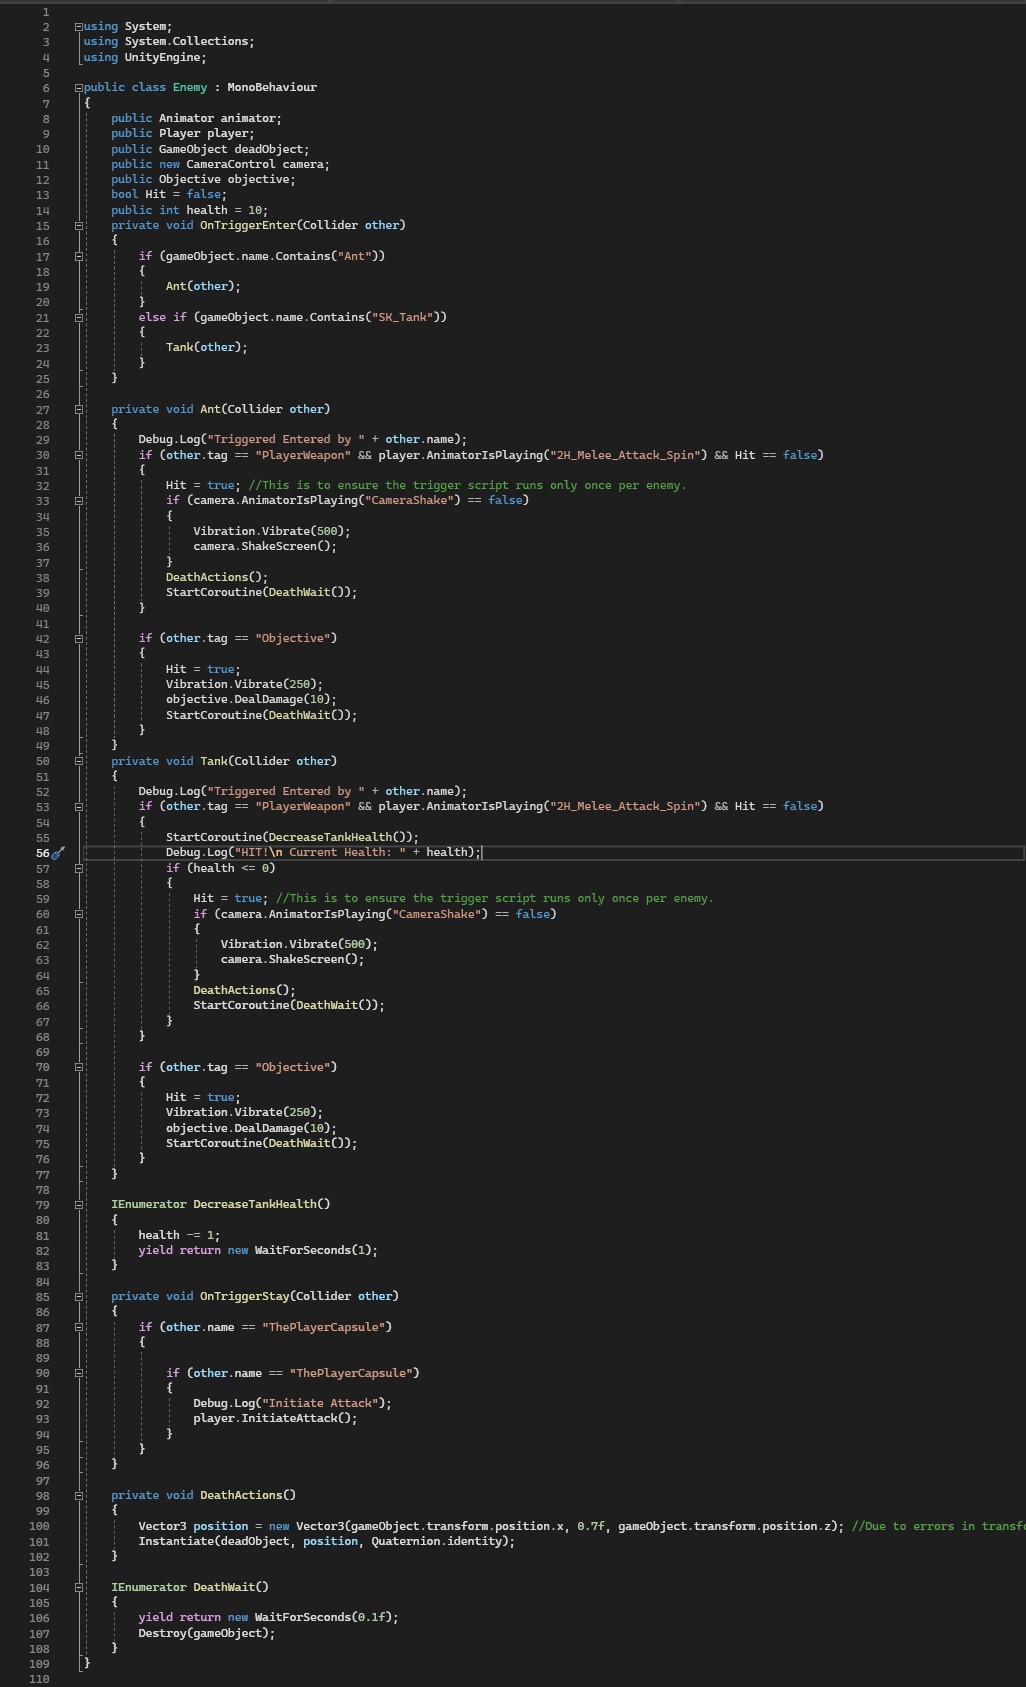 1
2 using System;
3 using System.Collections;
4 using UnityEngine;
5
6 public class Enemy : MonoBehaviour
7 {
8 public Animator animator;
9 public Player player;
10 public GameObject deadObject;
11 public new CameraControl camera;
12 public Objective objective;
13 bool Hit = false;
14 public int health = 10;
15 private void OnTriggerEnter(Collider other)
16 {
17 if (gameObject.name.Contains("Ant"))
18 {
19 Ant(other);
20 }
21 else if (gameObject.name.Contains("SK_Tank"))
22 {
23 Tank(other);
24 }
25 }
26
27 private void Ant(Collider other)
28 {
29 Debug.Log("Triggered Entered by " + other.name);
30 if (other.tag == "PlayerWeapon" && player.AnimatorIsPlaying("2H_Melee_Attack_Spin") && Hit == false)
31 {
32 Hit = true; //This is to ensure the trigger script runs only once per enemy.
33 if (camera.AnimatorIsPlaying("CameraShake") == false)
34 {
35 Vibration.Vibrate(500);
36 camera.ShakeScreen();
37 }
38 DeathActions();
39 StartCoroutine(DeathWait());
40 }
41
42 if (other.tag == "Objective")
43 {
44 Hit = true;
45 Vibration.Vibrate(250);
46 objective.DealDamage(10);
47 StartCoroutine(DeathWait());
48 }
49 }
50 private void Tank(Collider other)
51 {
52 Debug.Log("Triggered Entered by " + other.name);
53 if (other.tag == "PlayerWeapon" && player.AnimatorIsPlaying("2H_Melee_Attack_Spin") && Hit == false)
54 {
55 StartCoroutine(DecreaseTankHealth());
56 Debug.Log("HIT!\n Current Health: " + health);
57 if (health <= 0)
58 {
59 Hit = true; //This is to ensure the trigger script runs only once per enemy.
60 if (camera.AnimatorIsPlaying("CameraShake") == false)
61 {
62 Vibration.Vibrate(500);
63 camera.ShakeScreen();
64 }
65 DeathActions();
66 StartCoroutine(DeathWait());
67 }
68 }
69
70 if (other.tag == "Objective")
71 {
72 Hit = true;
73 Vibration.Vibrate(250);
74 objective.DealDamage(10);
75 StartCoroutine(DeathWait());
76 }
77 }
78
79 IEnumerator DecreaseTankHealth()
80 {
81 health -= 1;
82 yield return new WaitForSeconds(1);
83 }
84
85 private void OnTriggerStay(Collider other)
86 {
87 if (other.name == "ThePlayerCapsule")
88 {
89
90 if (other.name == "ThePlayerCapsule")
91 {
92 Debug.Log("Initiate Attack");
93 player.InitiateAttack();
94 }
95 }
96 }
97
98 private void DeathActions()
99 {
100 Vector3 position = new Vector3(gameObject.transform.position.x, 0.7f, gameObject.transform.position.z); //Due to errors in transfo
101 Instantiate(deadObject, position, Quaternion.identity);
102 }
103
104 IEnumerator DeathWait()
105 {
106 yield return new WaitForSeconds(0.1f);
107 Destroy(gameObject);
108 }
109 }
110